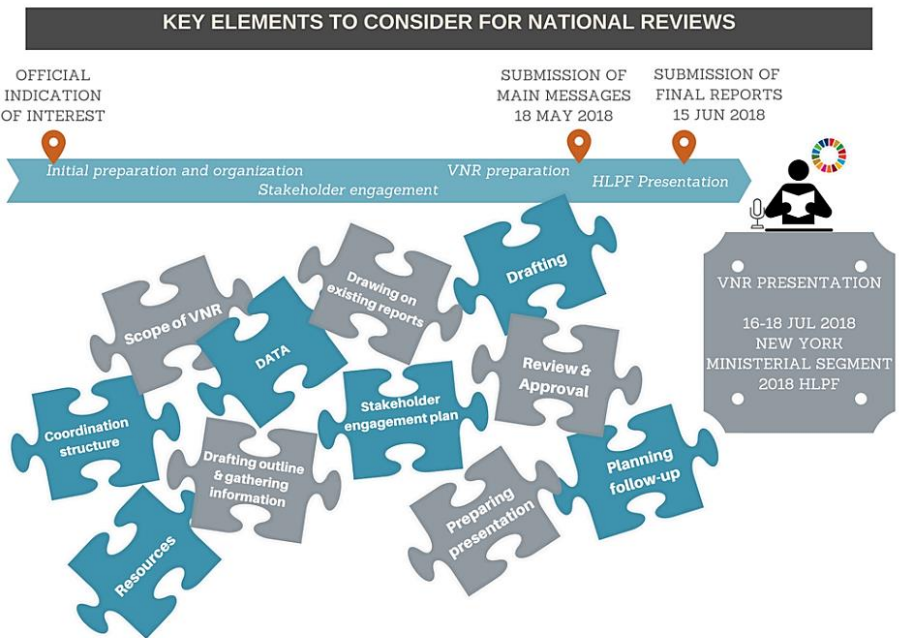 KEY ELEMENTS TO CONSIDER FOR NATIONAL REVIEWS
OFFICIAL
INDICATION
OF INTEREST
SUBMISSION OF
MAIN MESSAGES
18 MAY 2018
SUBMISSION OF
FINAL REPORTS
15 JUN 2018
Initial preparation and organization
Stakeholder engagement
VNR preparation
HLPF Presentation
VNR PRESENTATION
16-18 JUL 2018
NEW YORK
MINISTERIAL SEGMENT
2018 HLPF
Scope of VNR
DATA
Drawing on
existing reports
Drafting
Review &
Approval
Coordination
structure
Drafting outline
& gathering
information
Stakeholder
engagement plan
Planning
follow-up
Preparing
presentation
Resources